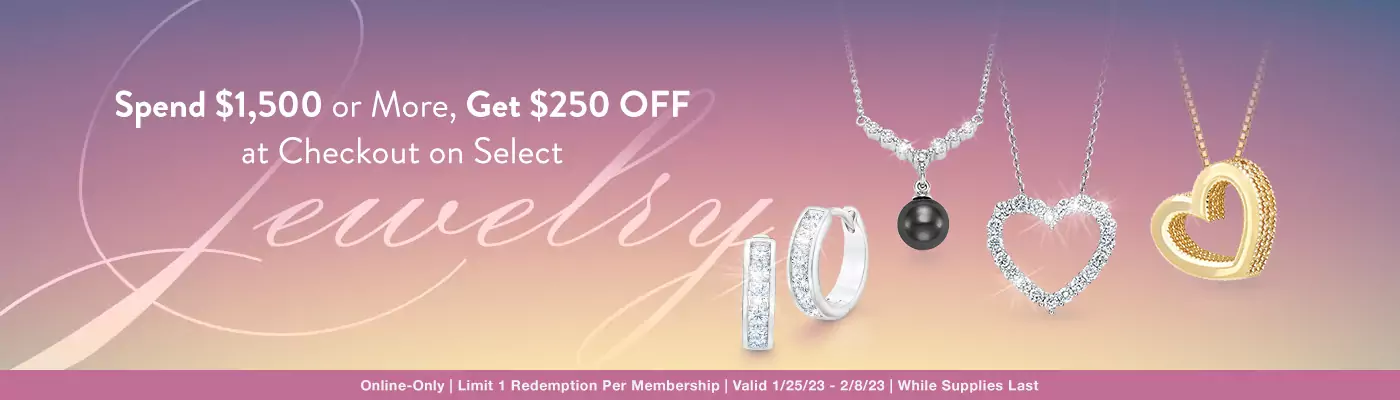 Spend $1,500 or More, Get $250 OFF
at Checkout on Select
Jewelry
Online-Only | Limit 1 Redemption Per Membership | Valid 1/25/23 - 2/8/23 | While Supplies Last